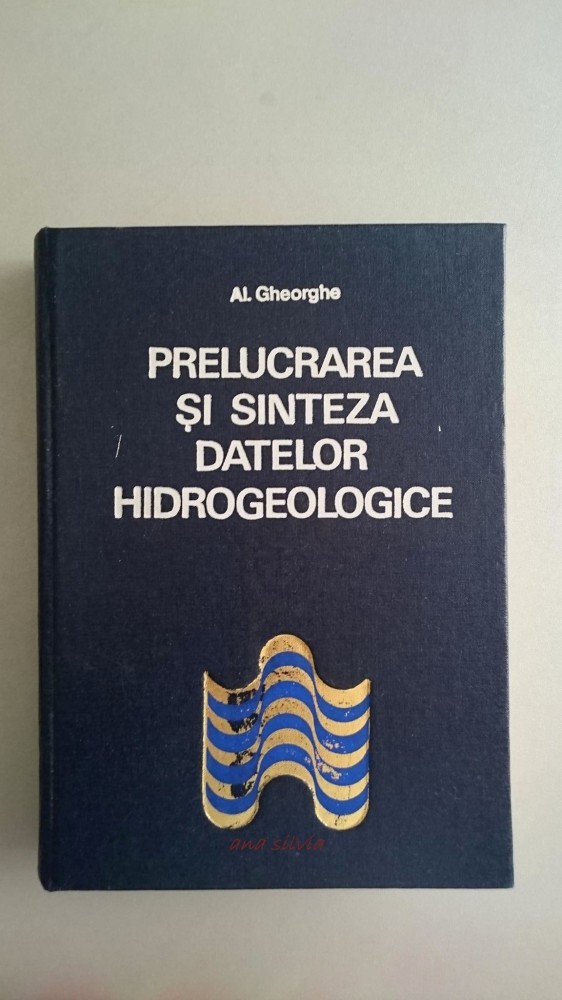 Al. Gheorghe
PRELUCRAREA
ȘI SINTEZA
DATELOR
HIDROGEOLOGICE
ana silvia